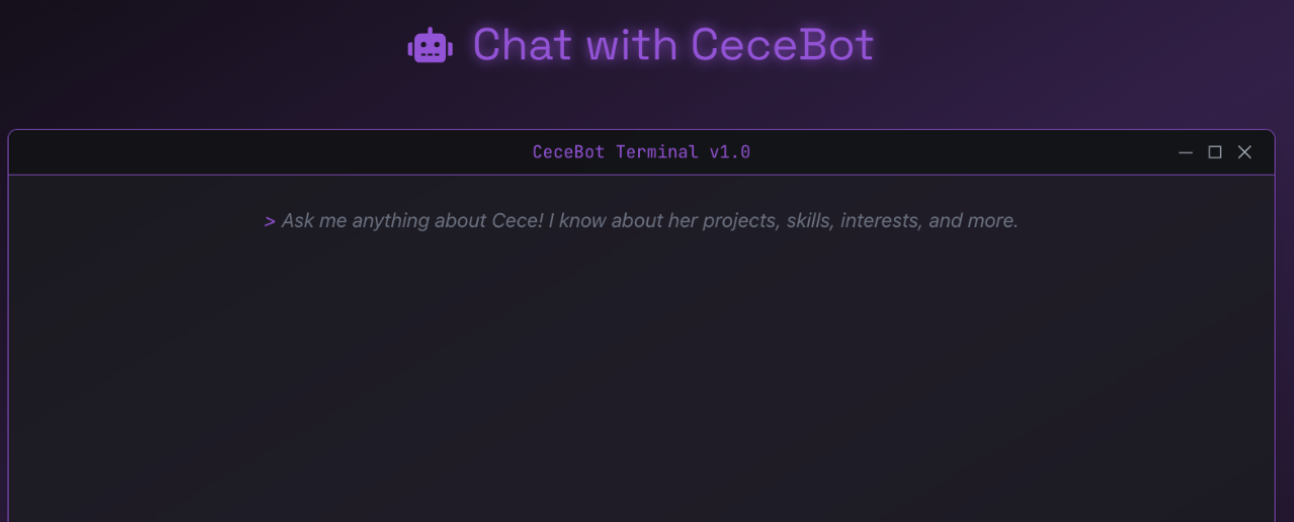 Chat with CeceBot
CeceBot Terminal v1.0
> Ask me anything about Cece! I know about her projects, skills, interests, and more.